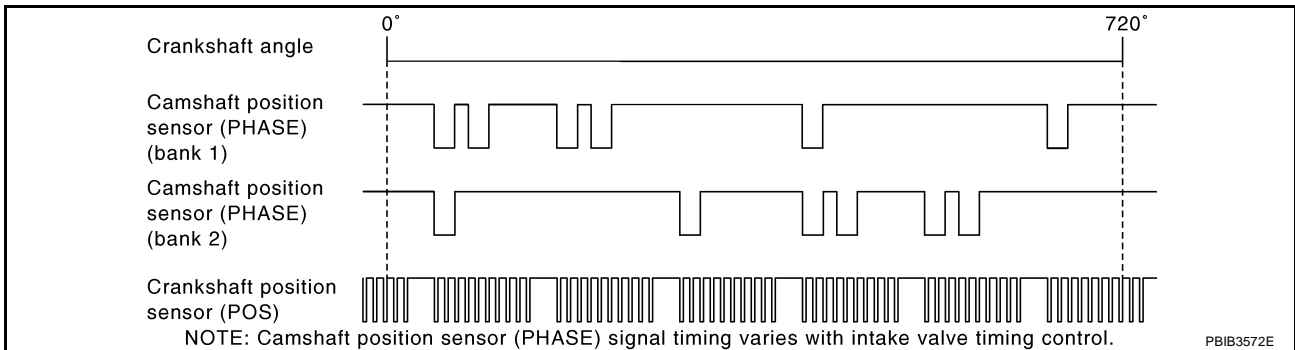 0˚ 720˚
Crankshaft angle
Camshaft position
sensor (PHASE)
(bank 1)
Camshaft position
sensor (PHASE)
(bank 2)
Crankshaft position
sensor (POS)
NOTE: Camshaft position sensor (PHASE) signal timing varies with intake valve timing control.
PBIB3572E